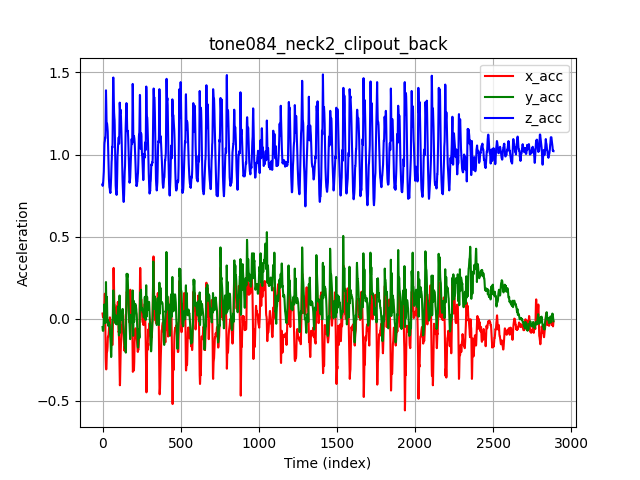 tone084_neck2_clipout_back
x_acc
y_acc
z_acc
1.5
1.0
0.5
0.0
−0.5
Acceleration
0 500 1000 1500 2000 2500 3000
Time (index)